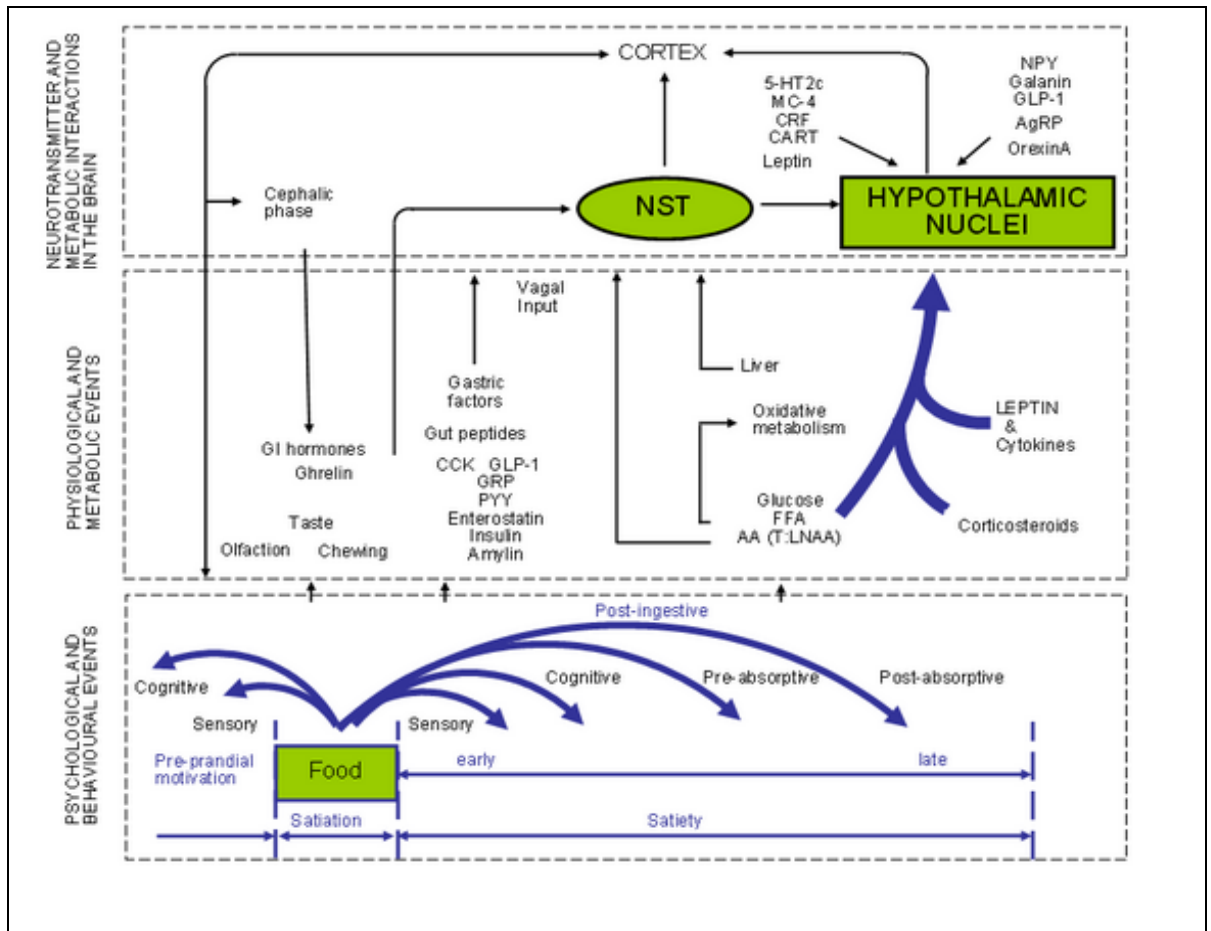 NEUROTRANSMITTER AND
METABOLIC INTERACTIONS
IN THE BRAIN
CORTEX
5-HT2c
MC-4
CRF
CART
Leptin
NPY
Galanin
GLP-1
AgRP
OrexinA
Cephalic
phase
NST
HYPOTHALAMIC
NUCLEI
PHYSIOLOGICAL AND
METABOLIC EVENTS
Vagal
Input
Liver
Gastric
factors
Oxidative
metabolism
LEPTIN
&
Cytokines
Gut peptides
GI hormones
Ghrelin
CCK GLP-1
GRP
PYY
Enterostatin
Insulin
Amylin
Glucose
FFA
AA (T:LNAA)
Corticosteroids
Taste
Olfaction
Chewing
PSYCHOLOGICAL AND
BEHAVIOURAL EVENTS
Post-ingestive
Cognitive
Cognitive
Pre-absorptive
Post-absorptive
Sensory
Sensory
Pre-prandial
motivation
Food
early
late
Satiation
Satiety